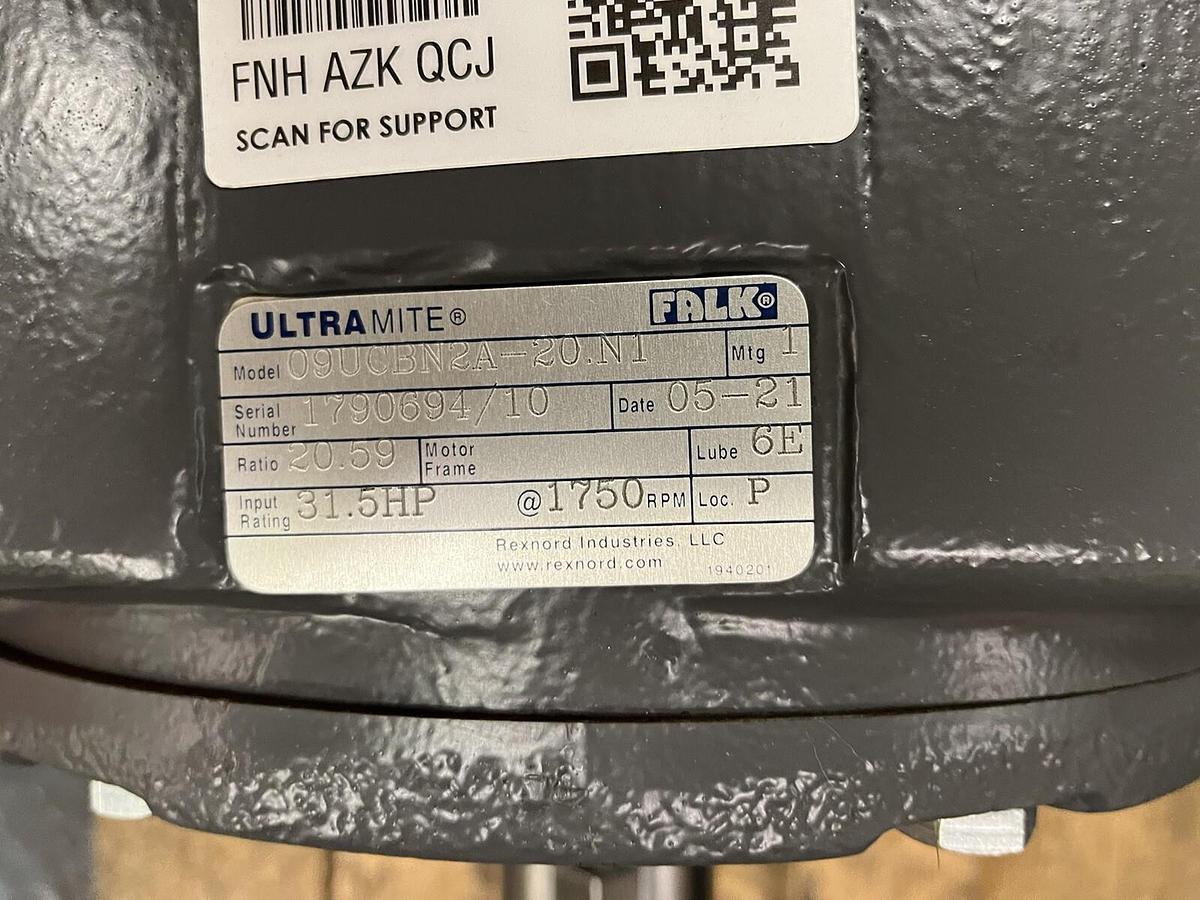 FNH AZK QCJ
SCAN FOR SUPPORT
ULTRAMITE® FALK®
Model 09UCBN2A-20.N1 Mtg 1
Serial Number 1790694/10 Date 05-21
Ratio 20.59 Motor Frame Lube 6E
Input Rating 31.5HP @1750RPM Loc. P
Rexnord Industries, LLC
www.rexnord.com 1940201